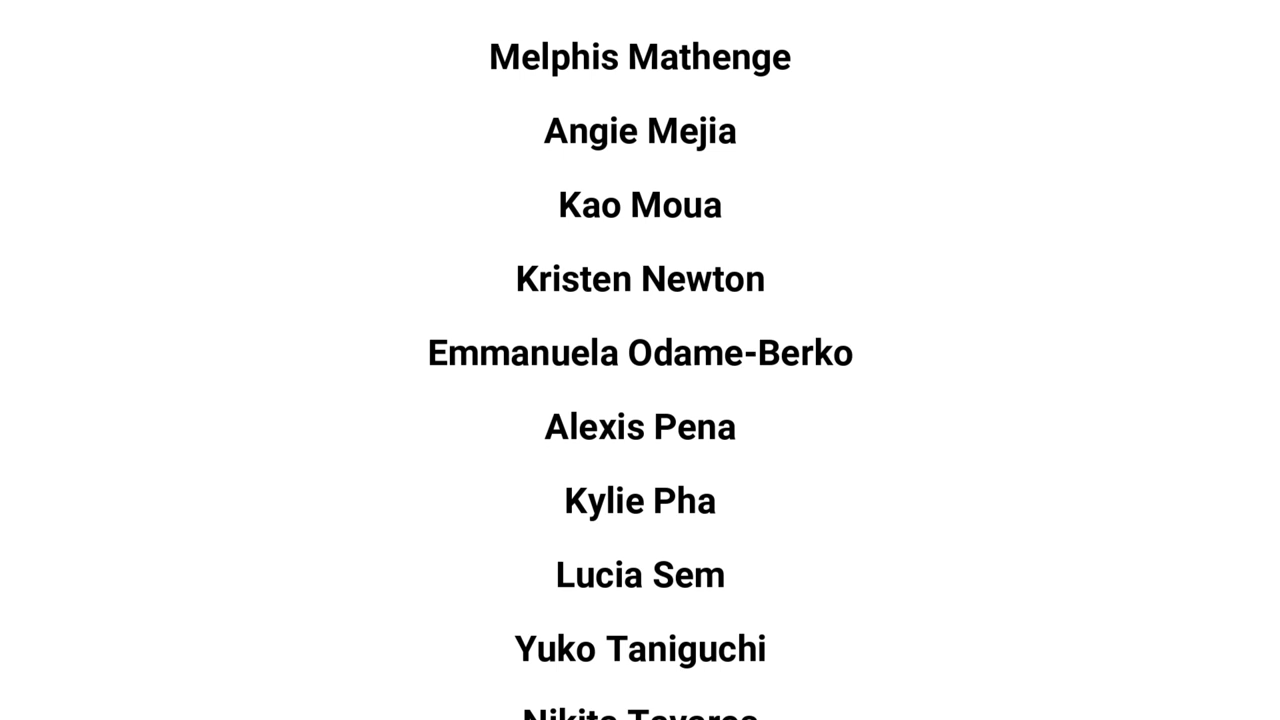 Melphis Mathenge
Angie Mejia
Kao Moua
Kristen Newton
Emmanuela Odame-Berko
Alexis Pena
Kylie Pha
Lucia Sem
Yuko Taniguchi